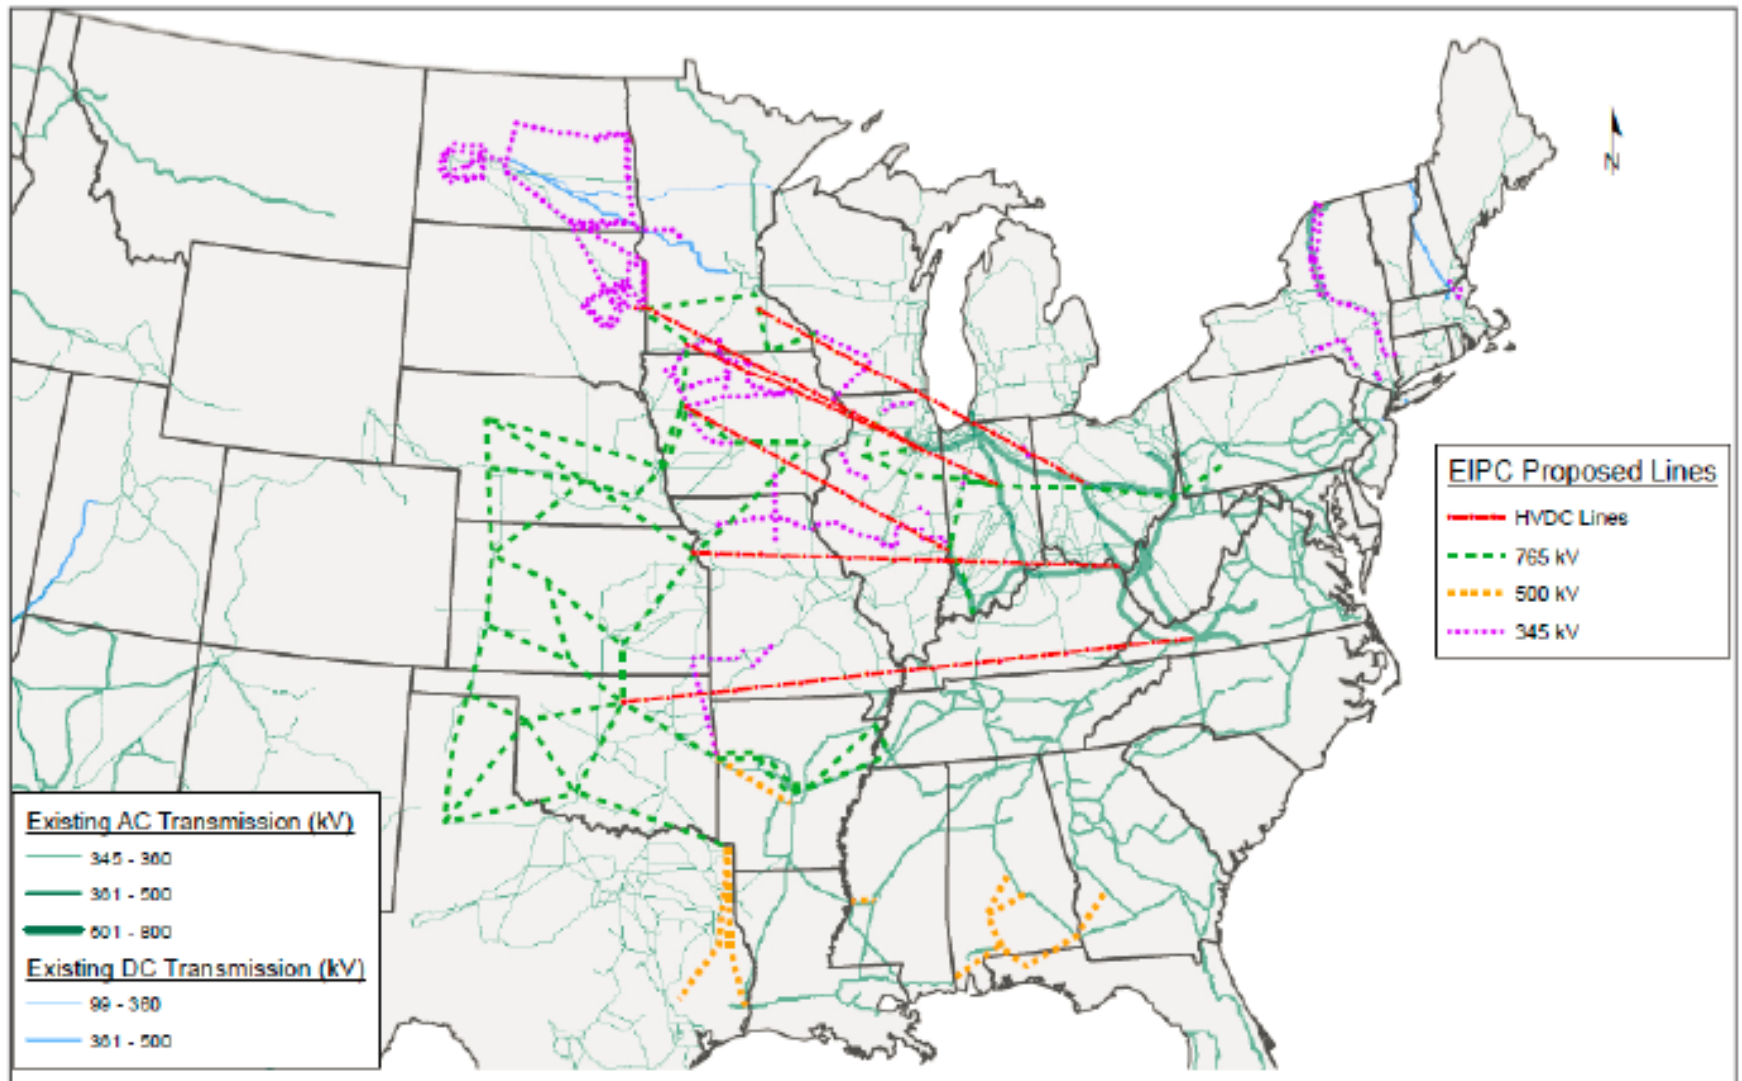 N
EIPC Proposed Lines
HVDC Lines
765 kV
500 kV
345 kV
Existing AC Transmission (kV)
345 - 360
361 - 500
601 - 800
Existing DC Transmission (kV)
99 - 360
361 - 500